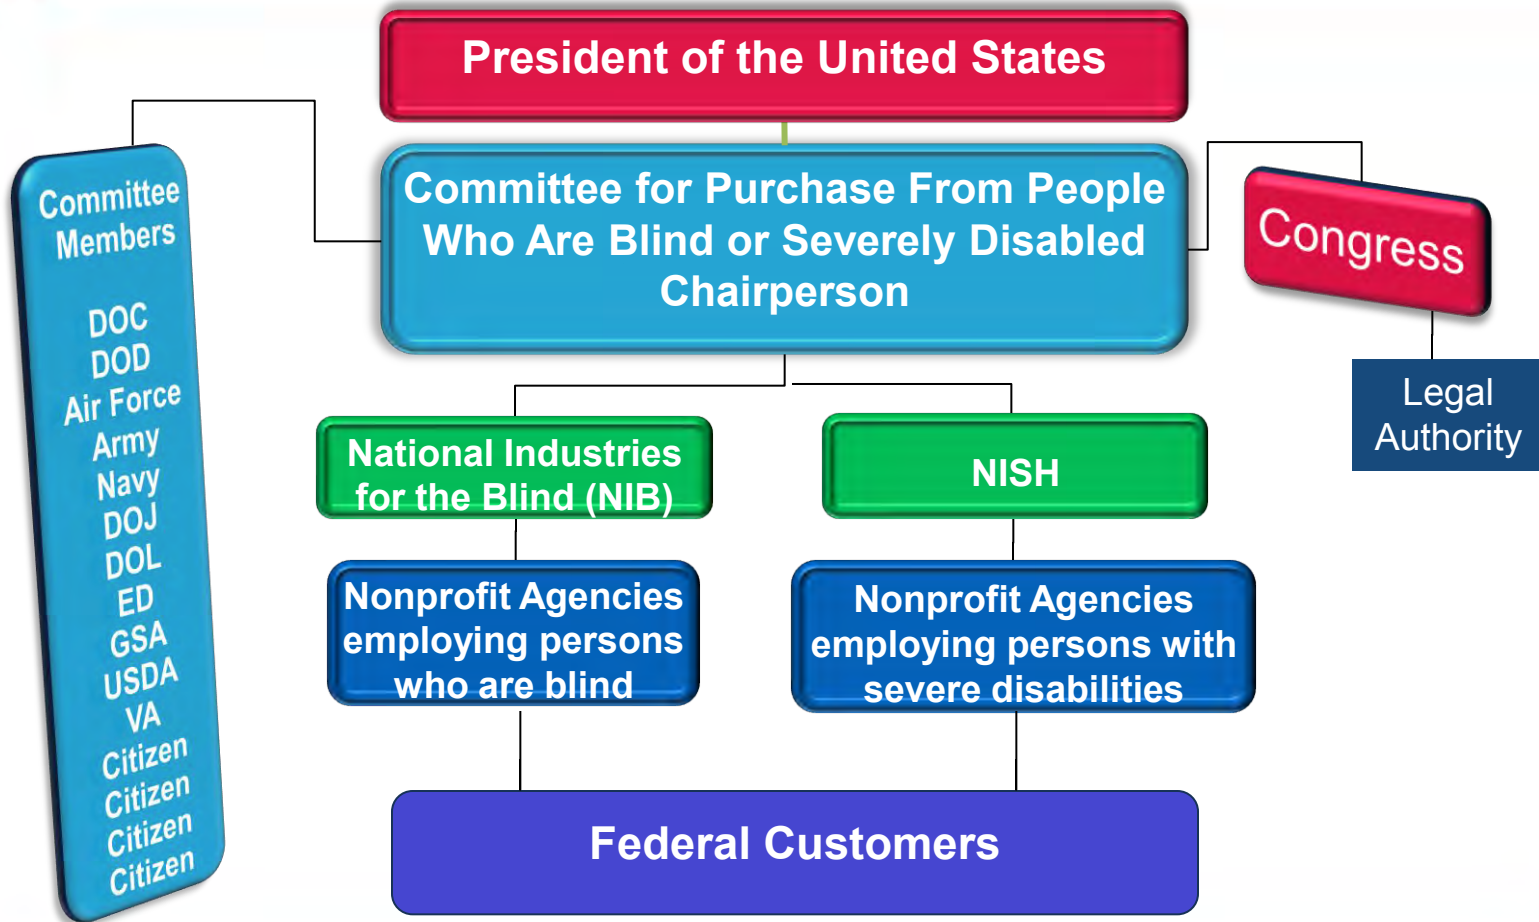 President of the United States
Committee for Purchase From People
Who Are Blind or Severely Disabled
Chairperson
Committee
Members
DOC
DOD
Air Force
Army
Navy
DOJ
DOL
ED
GSA
USDA
VA
Citizen
Citizen
Citizen
Citizen
Congress
Legal
Authority
National Industries
for the Blind (NIB)
NISH
Nonprofit Agencies
employing persons
who are blind
Nonprofit Agencies
employing persons with
severe disabilities
Federal Customers